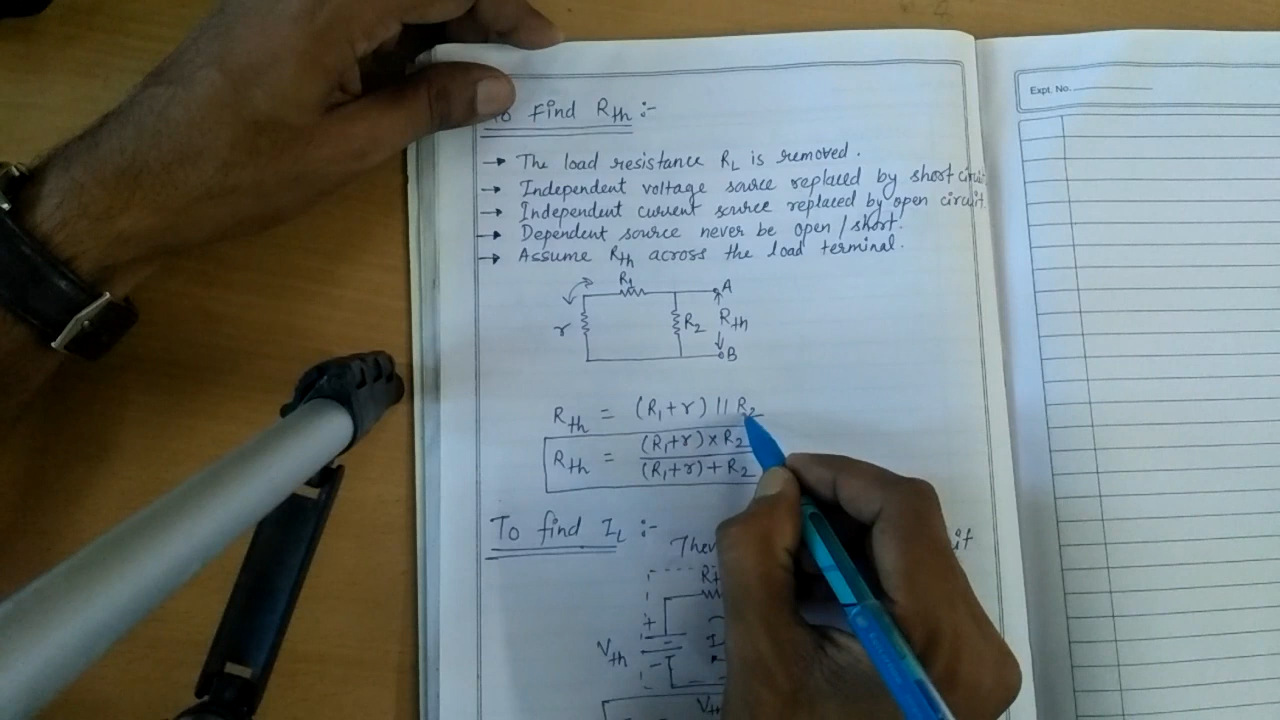 To Find Rth :-
→ The load resistance RL is removed.
→ Independent voltage source replaced by short circuit
→ Independent current source replaced by open circuit.
→ Dependent source never be open / short.
→ Assume Rth across the load terminal.
R1
A
r
R2
Rth
B
Rth = (R1+r) || R2
Rth = (R1+r) × R2
(R1+r) + R2
To find IL :-
+
Vth
-
Expt. No.